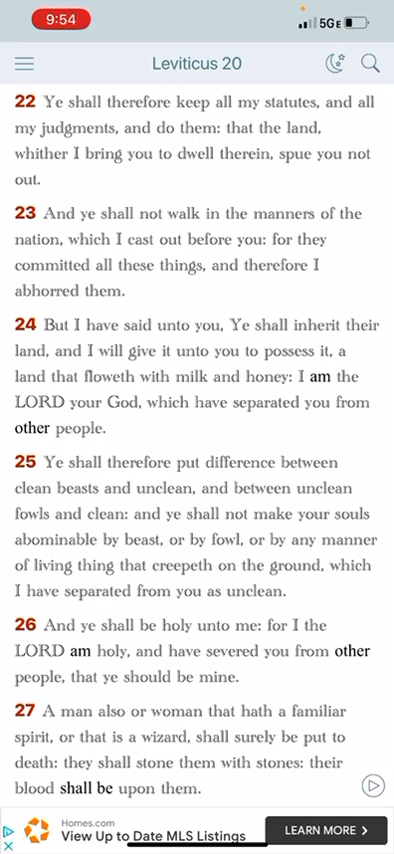 9:54
5GE
Leviticus 20
22 Ye shall therefore keep all my statutes, and all
my judgments, and do them: that the land,
whither I bring you to dwell therein, spue you not
out.
23 And ye shall not walk in the manners of the
nation, which I cast out before you: for they
committed all these things, and therefore I
abhorred them.
24 But I have said unto you, Ye shall inherit their
land, and I will give it unto you to possess it, a
land that floweth with milk and honey: I am the
LORD your God, which have separated you from
other people.
25 Ye shall therefore put difference between
clean beasts and unclean, and between unclean
fowls and clean: and ye shall not make your souls
abominable by beast, or by fowl, or by any manner
of living thing that creepeth on the ground, which
I have separated from you as unclean.
26 And ye shall be holy unto me: for I the
LORD am holy, and have severed you from other
people, that ye should be mine.
27 A man also or woman that hath a familiar
spirit, or that is a wizard, shall surely be put to
death: they shall stone them with stones: their
blood shall be upon them.
Homes.com
View Up to Date MLS Listings
LEARN MORE >